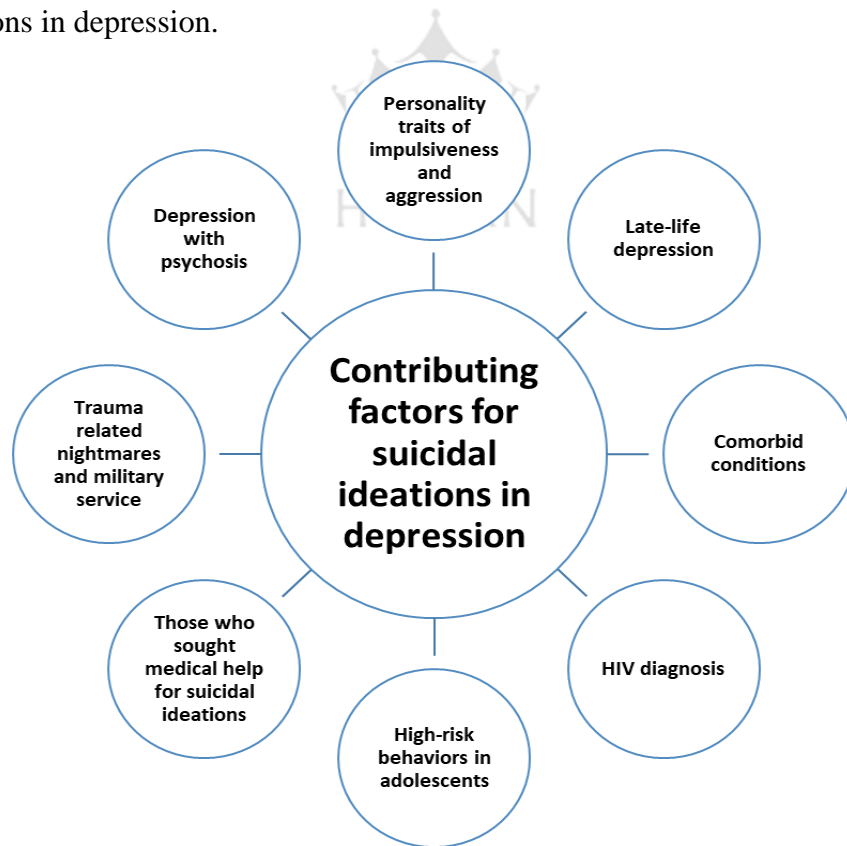 ons in depression.
Personality
traits of
impulsiveness
and
aggression
Late-life
depression
Comorbid
conditions
HIV diagnosis
High-risk
behaviors in
adolescents
Those who
sought
medical help
for suicidal
ideations
Trauma
related
nightmares
and military
service
Depression
with
psychosis
Contributing
factors for
suicidal
ideations in
depression